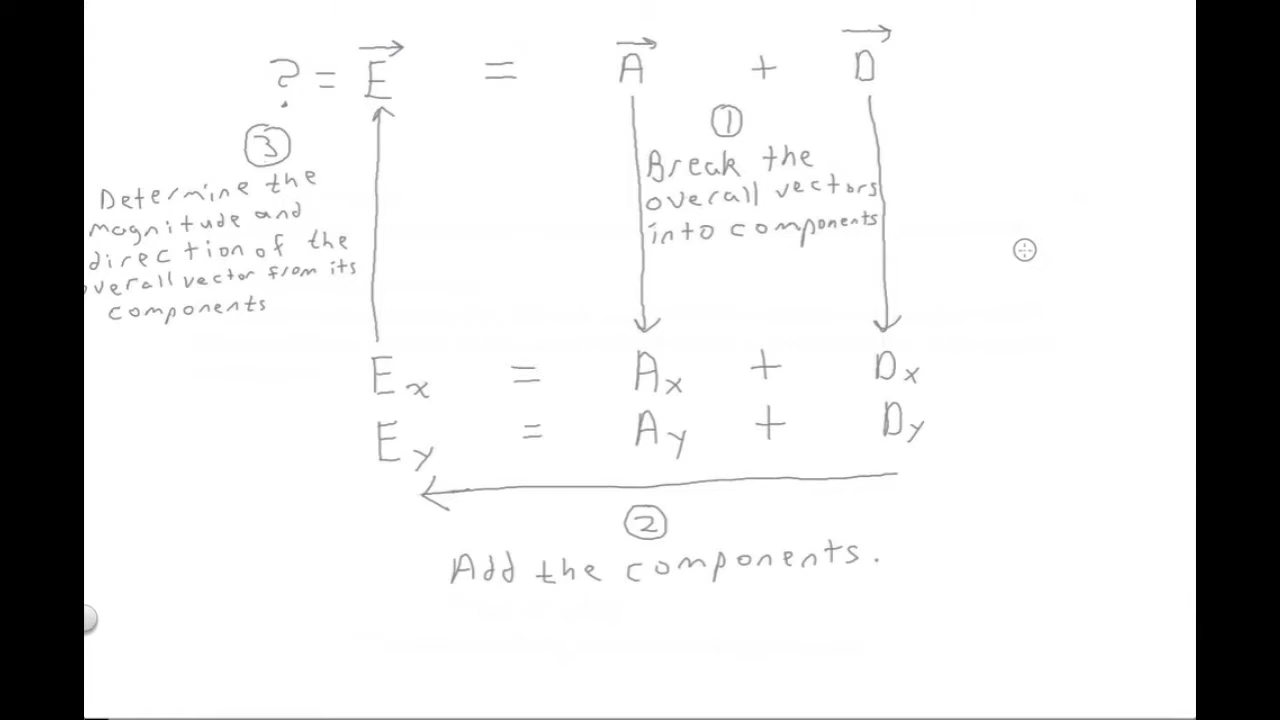 ? = E = A + D
①
③
Break the
overall vectors
into components
Determine the
magnitude and
direction of the
overall vector from its
components
Ex = Ax + Dx
Ey = Ay + Dy
②
Add the components.